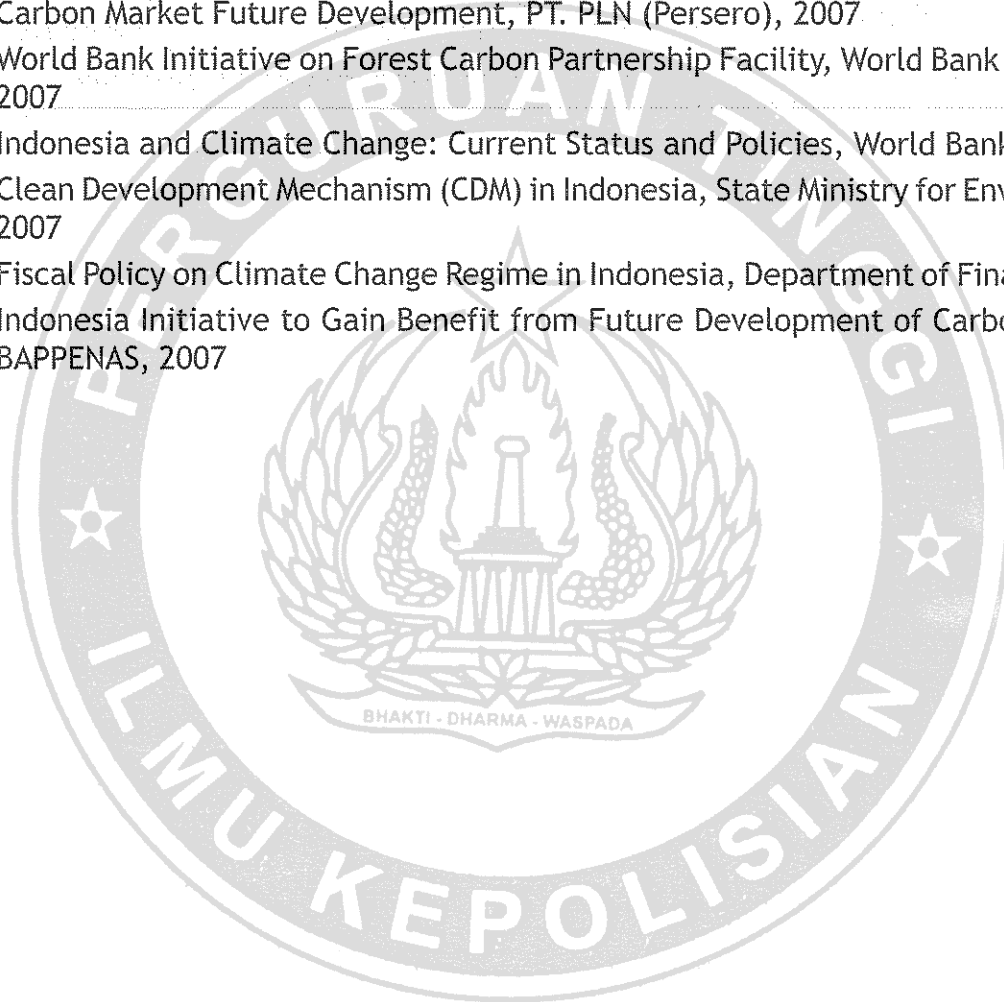 Carbon Market Future Development, PT. PLN (Persero), 2007
World Bank Initiative on Forest Carbon Partnership Facility, World Bank
2007
Indonesia and Climate Change: Current Status and Policies, World Bank
Clean Development Mechanism (CDM) in Indonesia, State Ministry for Env
2007
Fiscal Policy on Climate Change Regime in Indonesia, Department of Fina
Indonesia Initiative to Gain Benefit from Future Development of Carbo
BAPPENAS, 2007
PERGURUAN TINGGI
BHAKTI - DHARMA - WASPADA
ILMU KEPOLISIAN